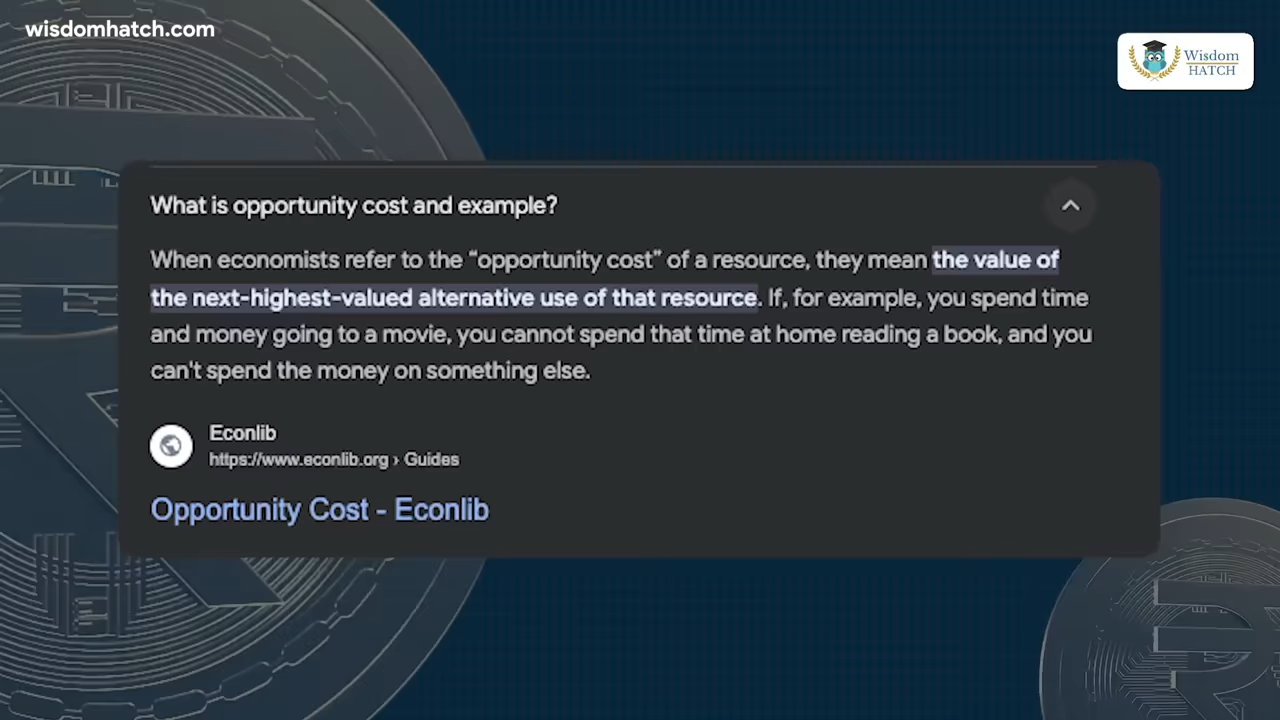 wisdomhatch.com
Wisdom
HATCH
What is opportunity cost and example?
When economists refer to the “opportunity cost” of a resource, they mean the value of
the next-highest-valued alternative use of that resource. If, for example, you spend time
and money going to a movie, you cannot spend that time at home reading a book, and you
can't spend the money on something else.
Econlib
https://www.econlib.org › Guides
Opportunity Cost - Econlib